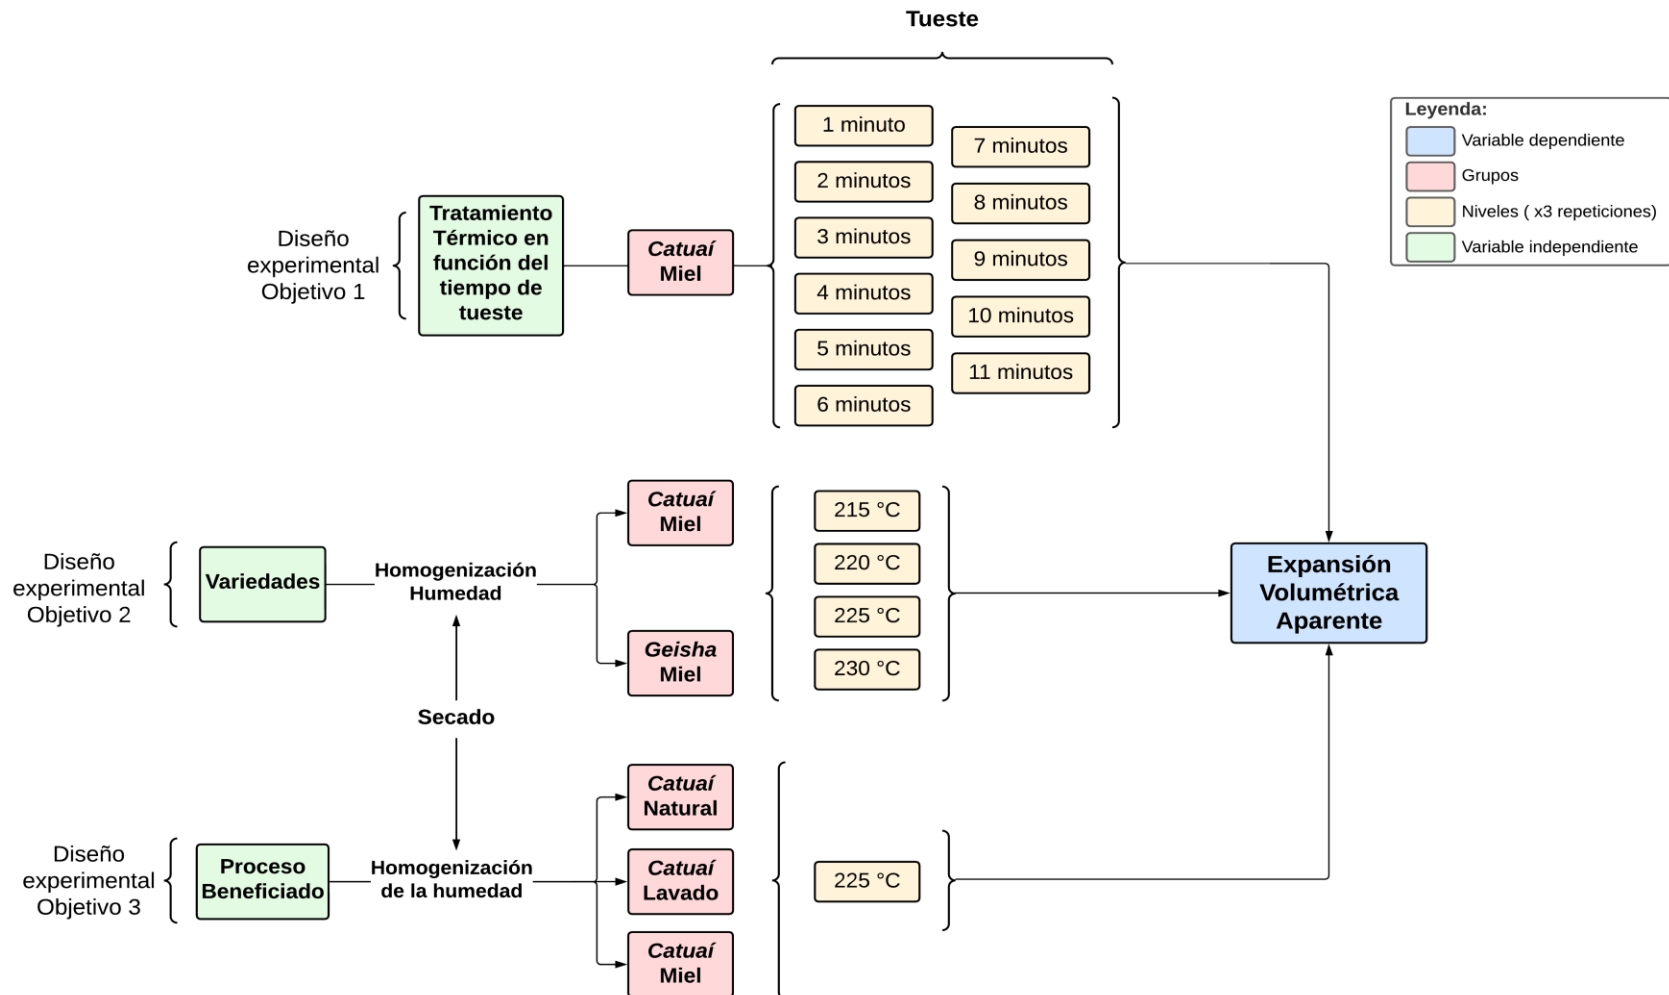 Tueste
Leyenda:
Variable dependiente
Grupos
Niveles ( x3 repeticiones)
Variable independiente
Diseño
experimental
Objetivo 1
Tratamiento
Térmico en
función del
tiempo de
tueste
Catuaí
Miel
1 minuto
2 minutos
3 minutos
4 minutos
5 minutos
6 minutos
7 minutos
8 minutos
9 minutos
10 minutos
11 minutos
Diseño
experimental
Objetivo 2
Variedades
Homogenización
Humedad
Catuaí
Miel
Geisha
Miel
215 °C
220 °C
225 °C
230 °C
Expansión
Volumétrica
Aparente
Secado
Diseño
experimental
Objetivo 3
Proceso
Beneficiado
Homogenización
de la humedad
Catuaí
Natural
Catuaí
Lavado
Catuaí
Miel
225 °C